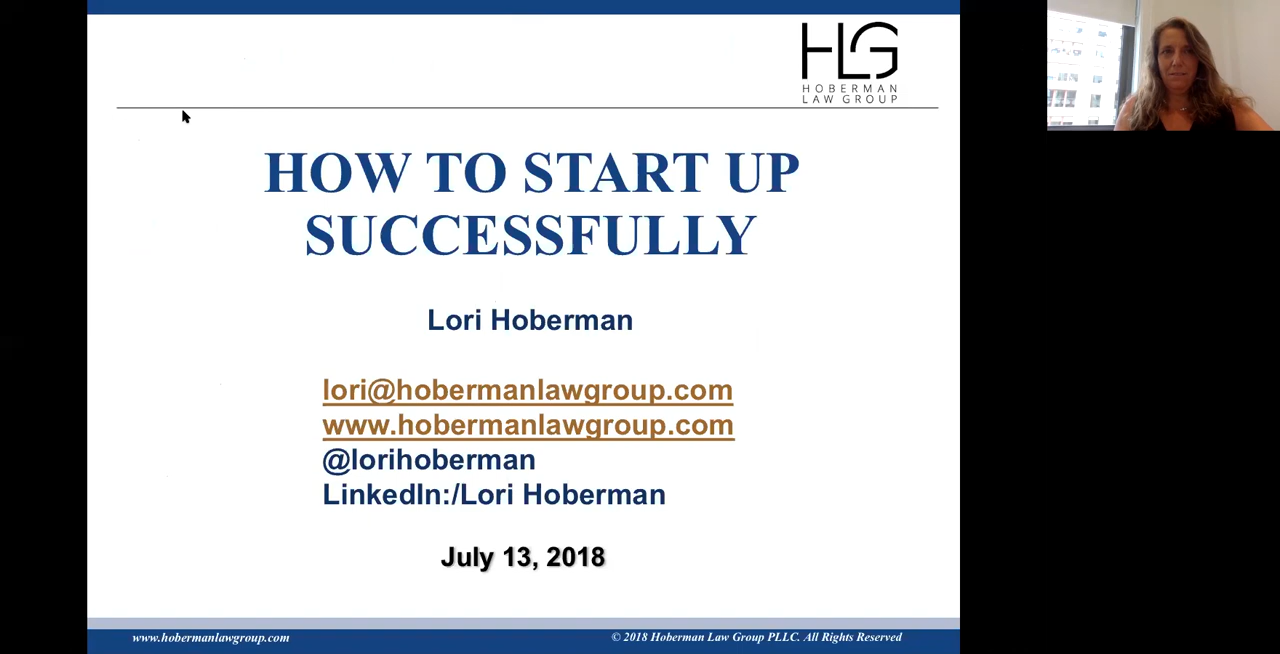 HLG
HOBERMAN
LAW GROUP
HOW TO START UP
SUCCESSFULLY
Lori Hoberman
lori@hobermanlawgroup.com
www.hobermanlawgroup.com
@lorihoberman
LinkedIn:/Lori Hoberman
July 13, 2018
www.hobermanlawgroup.com
© 2018 Hoberman Law Group PLLC. All Rights Reserved